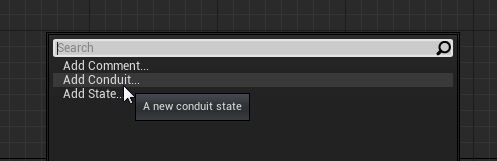 Search
Add Comment...
Add Conduit...
Add State...
A new conduit state